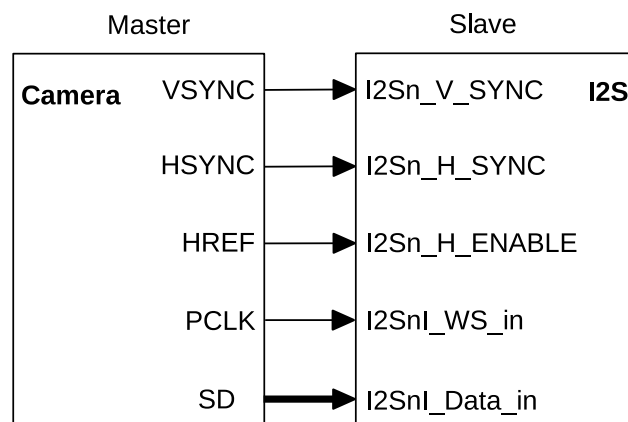 Master Slave
Camera VSYNC I2Sn_V_SYNC I2S
HSYNC I2Sn_H_SYNC
HREF I2Sn_H_ENABLE
PCLK I2SnI_WS_in
SD I2SnI_Data_in